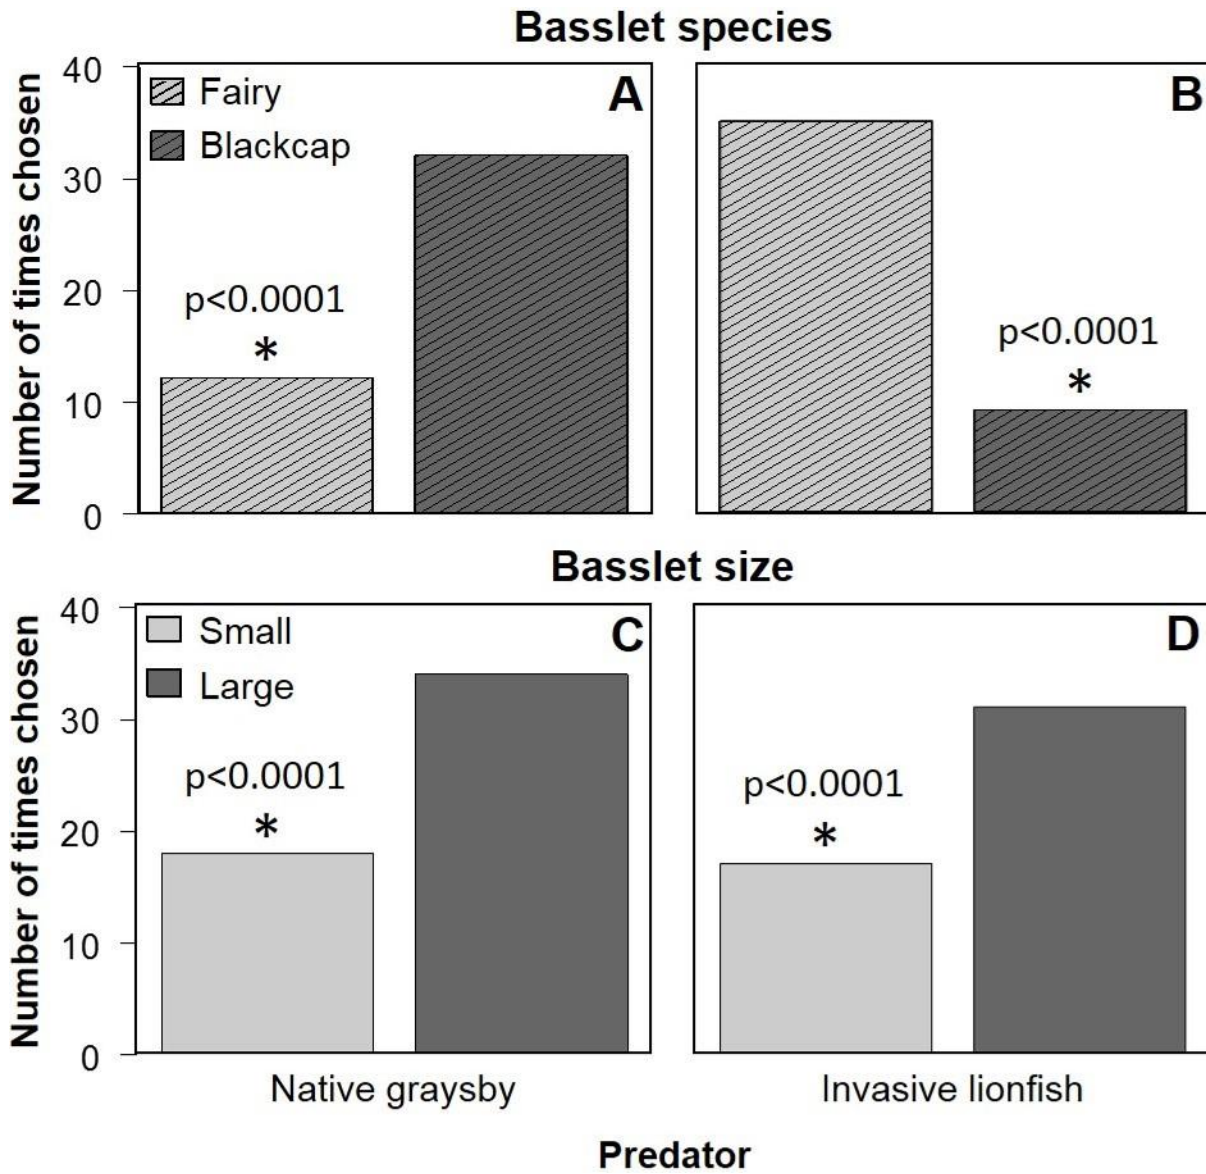 Basslet species
Number of times chosen
40
30
20
10
0
Fairy
Blackcap
A
p<0.0001
*
B
p<0.0001
*
Basslet size
Number of times chosen
40
30
20
10
0
Small
Large
C
p<0.0001
*
D
p<0.0001
*
Native graysby
Invasive lionfish
Predator